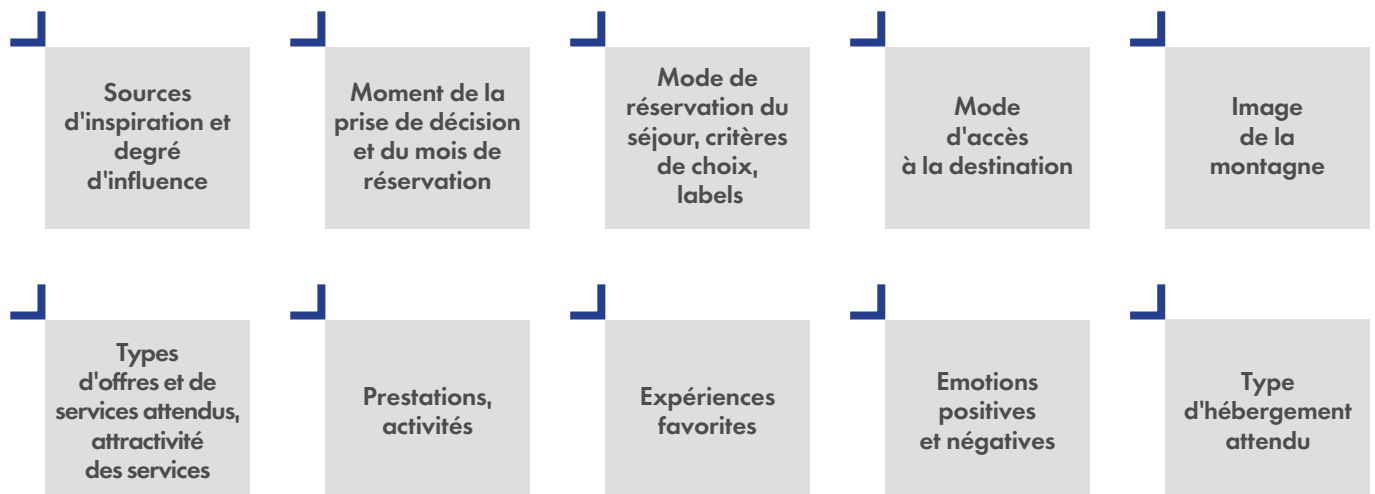 Sources
d'inspiration et
degré
d'influence
Moment de la
prise de décision
et du mois de
réservation
Mode de
réservation du
séjour, critères
de choix,
labels
Mode
d'accès
à la destination
Image
de la
montagne
Types
d'offres et de
services attendus,
attractivité
des services
Prestations,
activités
Expériences
favorites
Emotions
positives
et négatives
Type
d'hébergement
attendu